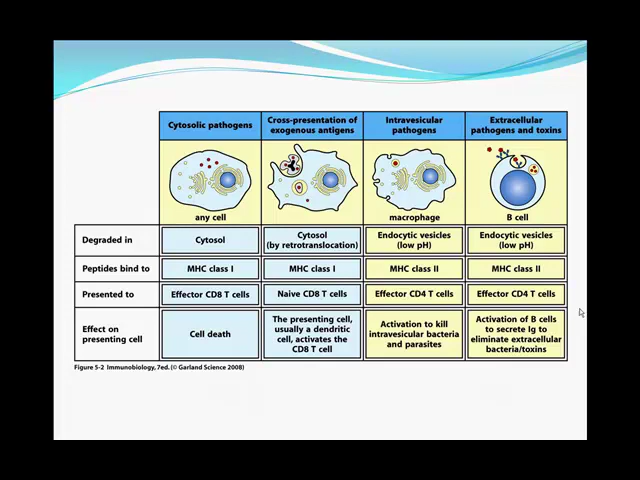 Cytosolic pathogens
Cross-presentation of
exogenous antigens
Intravesicular
pathogens
Extracellular
pathogens and toxins
any cell
macrophage
B cell
Degraded in
Cytosol
Cytosol
(by retrotranslocation)
Endocytic vesicles
(low pH)
Endocytic vesicles
(low pH)
Peptides bind to
MHC class I
MHC class I
MHC class II
MHC class II
Presented to
Effector CD8 T cells
Naive CD8 T cells
Effector CD4 T cells
Effector CD4 T cells
Effect on
presenting cell
Cell death
The presenting cell,
usually a dendritic
cell, activates the
CD8 T cell
Activation to kill
intravesicular bacteria
and parasites
Activation of B cells
to secrete Ig to
eliminate extracellular
bacteria/toxins
Figure 5-2 Immunobiology, 7ed. (© Garland Science 2008)